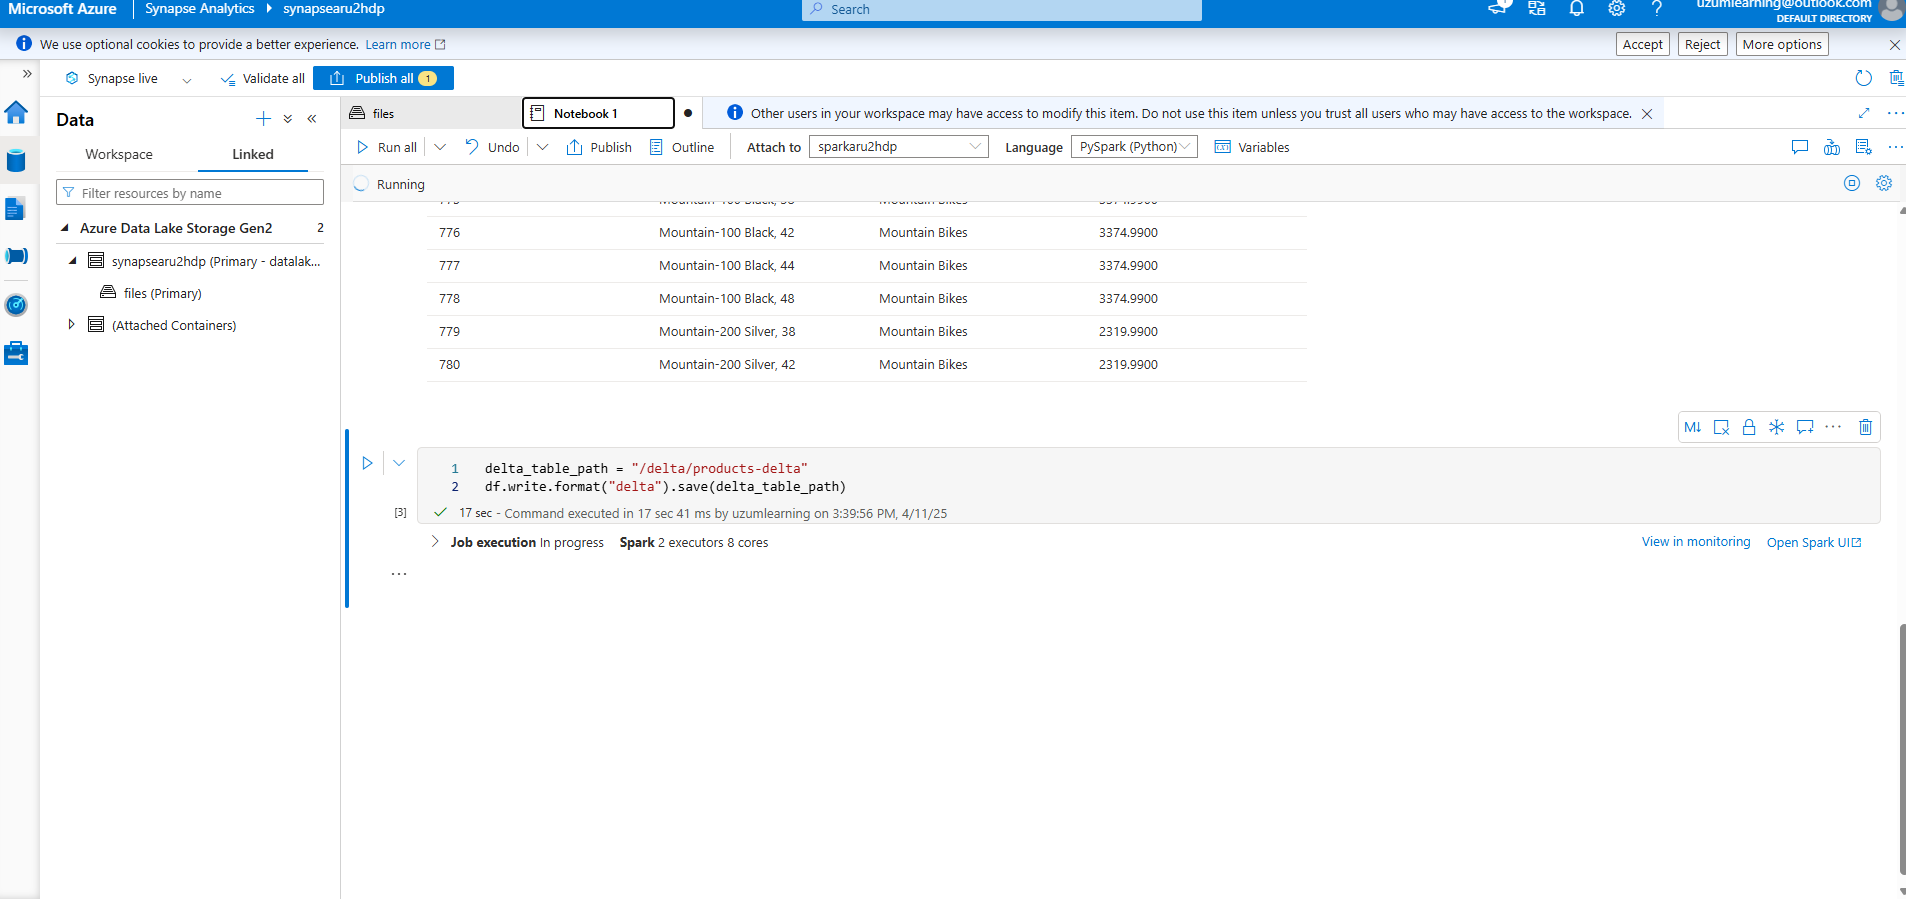 Microsoft Azure
Synapse Analytics
synapsearu2hdp
Search
1
uzumlearning@outlook.com
DEFAULT DIRECTORY
We use optional cookies to provide a better experience. Learn more
Accept
Reject
More options
Synapse live
Validate all
Publish all 1
Data
Workspace
Linked
Filter resources by name
Azure Data Lake Storage Gen2 2
synapsearu2hdp (Primary - datalak...
files (Primary)
(Attached Containers)
files
Notebook 1
Other users in your workspace may have access to modify this item. Do not use this item unless you trust all users who may have access to the workspace.
Run all
Undo
Publish
Outline
Attach to
sparkaru2hdp
Language
PySpark (Python)
Variables
Running
776 Mountain-100 Black, 42 Mountain Bikes 3374.9900
777 Mountain-100 Black, 44 Mountain Bikes 3374.9900
778 Mountain-100 Black, 48 Mountain Bikes 3374.9900
779 Mountain-200 Silver, 38 Mountain Bikes 2319.9900
780 Mountain-200 Silver, 42 Mountain Bikes 2319.9900
M↓
1 delta_table_path = "/delta/products-delta"
2 df.write.format("delta").save(delta_table_path)
[3] 17 sec - Command executed in 17 sec 41 ms by uzumlearning on 3:39:56 PM, 4/11/25
Job execution In progress Spark 2 executors 8 cores
View in monitoring
Open Spark UI
...